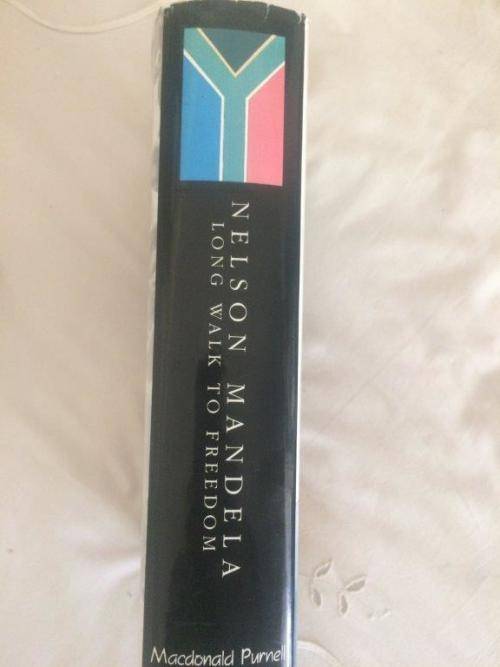 NELSON MANDELA
LONG WALK TO FREEDOM
Macdonald Purnell